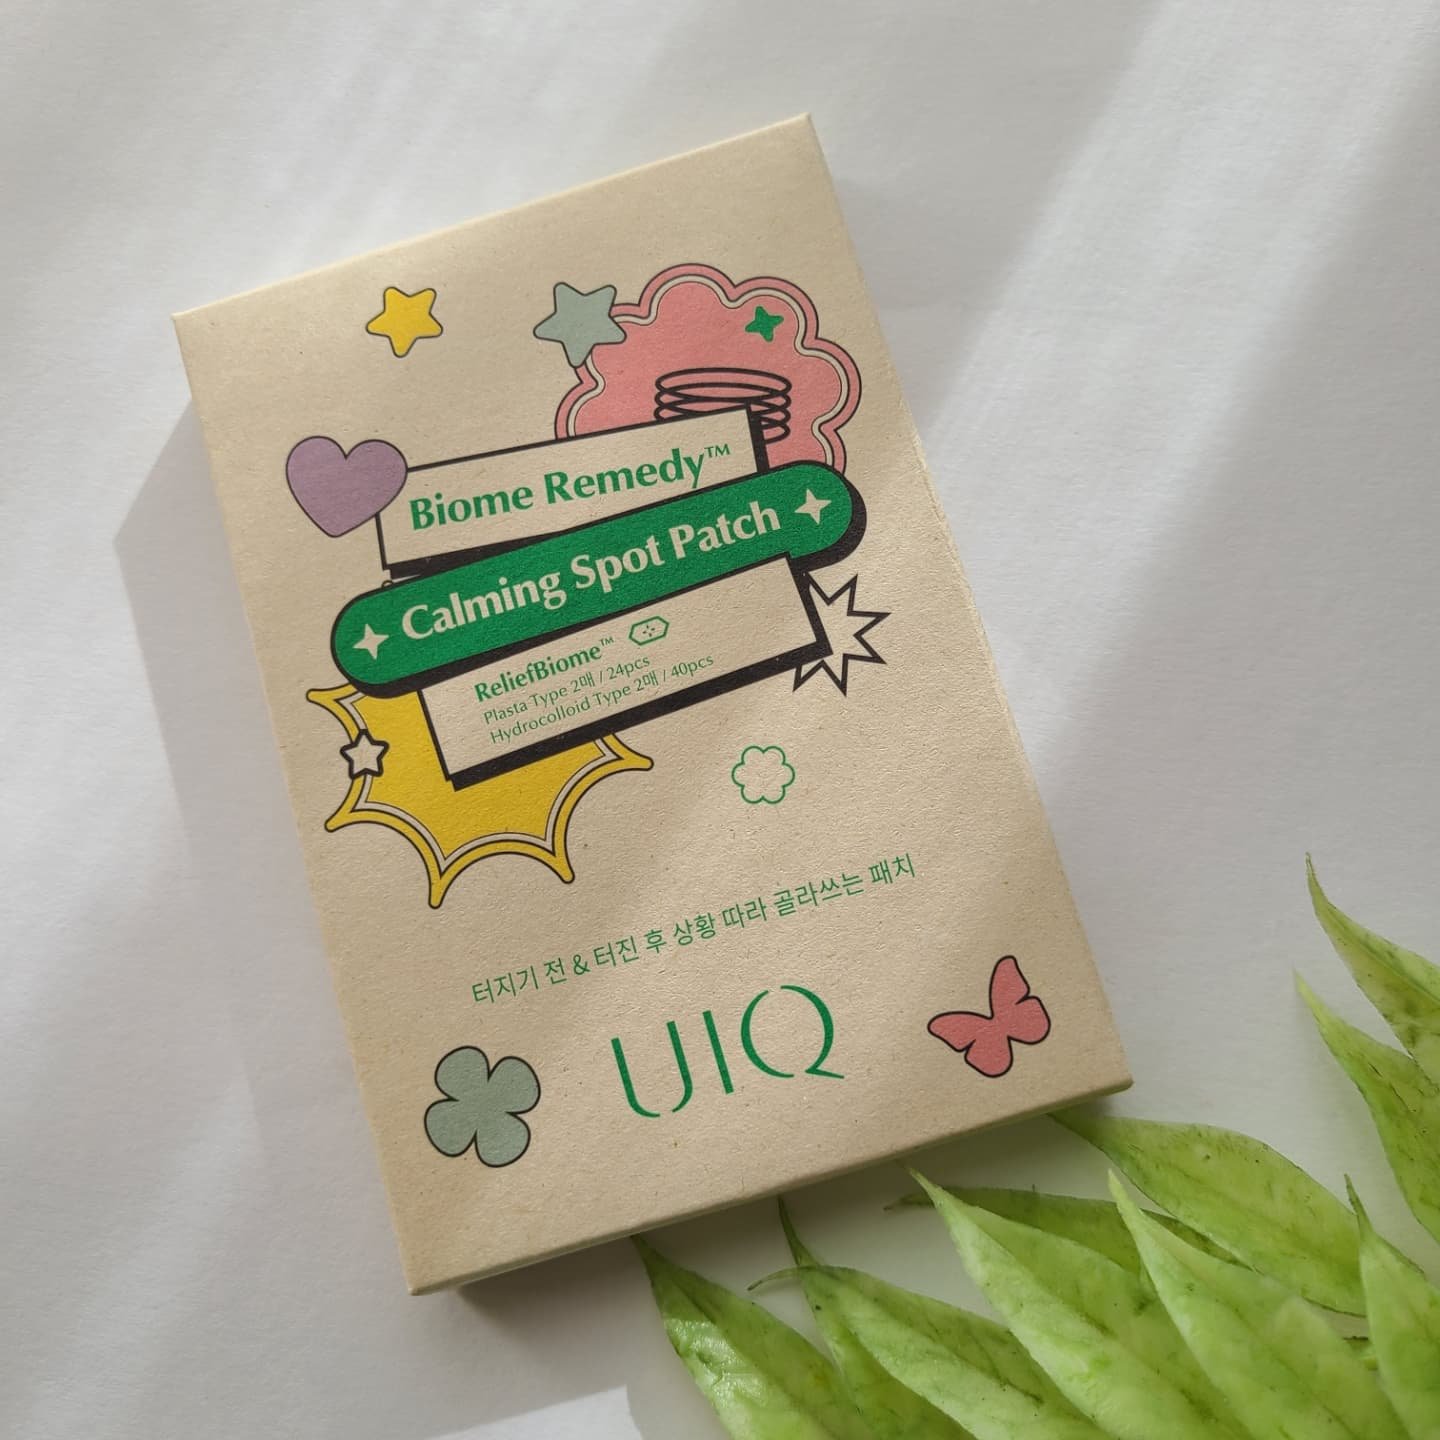 Biome Remedy™
Calming Spot Patch
ReliefBiome™
Plasta Type 2매 / 24pcs
Hydrocolloid Type 2매 / 40pcs
터지기 전 & 터진 후 상황 따라 골라쓰는 패치
UIQ